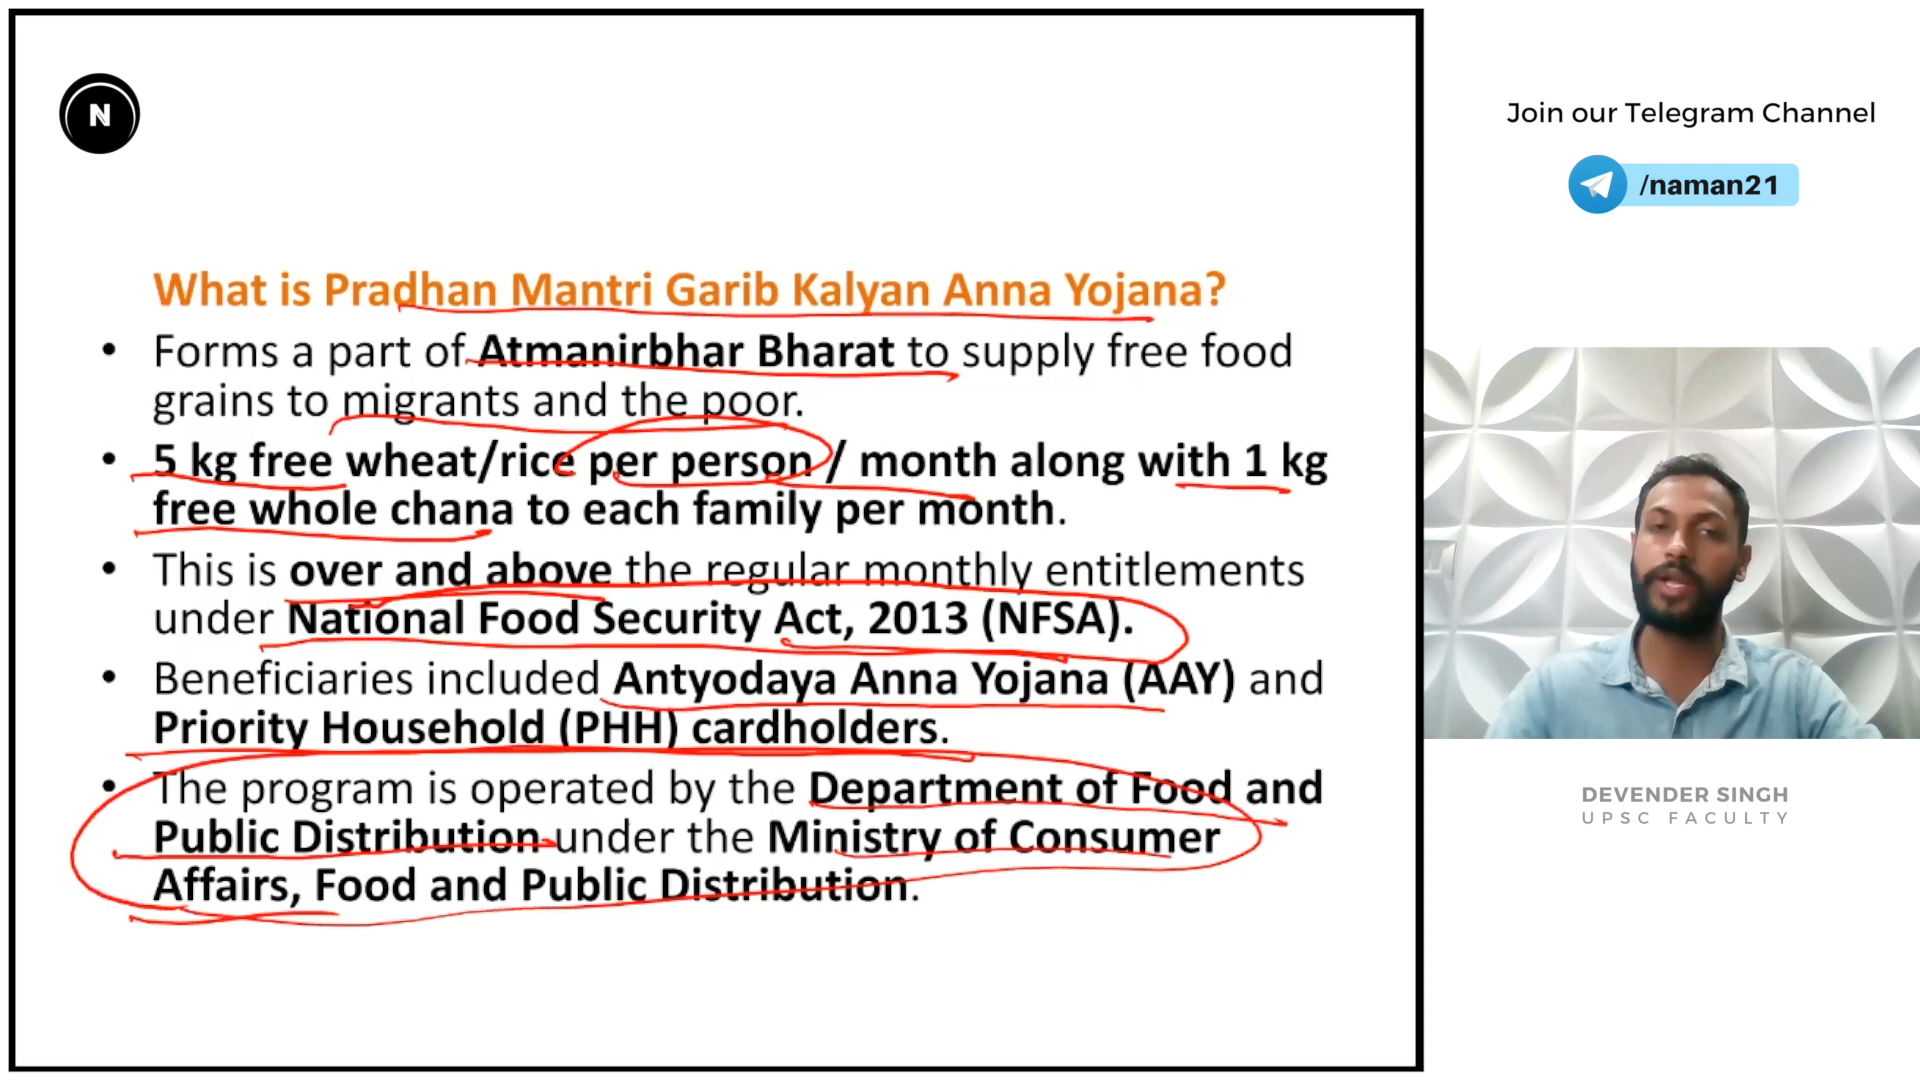 N
What is Pradhan Mantri Garib Kalyan Anna Yojana?
• Forms a part of Atmanirbhar Bharat to supply free food
grains to migrants and the poor.
• 5 kg free wheat/rice per person / month along with 1 kg
free whole chana to each family per month.
• This is over and above the regular monthly entitlements
under National Food Security Act, 2013 (NFSA).
• Beneficiaries included Antyodaya Anna Yojana (AAY) and
Priority Household (PHH) cardholders.
• The program is operated by the Department of Food and
Public Distribution under the Ministry of Consumer
Affairs, Food and Public Distribution.
Join our Telegram Channel
/naman21
DEVENDER SINGH
UPSC FACULTY